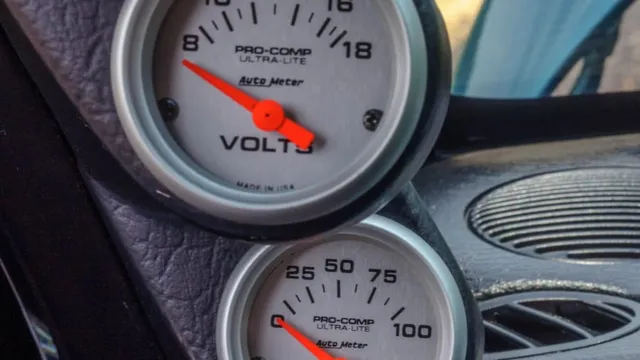 10 16
8 18
PRO-COMP
ULTRA-LITE
Auto Meter
VOLTS
MADE IN USA
25 50 75
0 100
PRO-COMP
ULTRA-LITE
Auto Meter